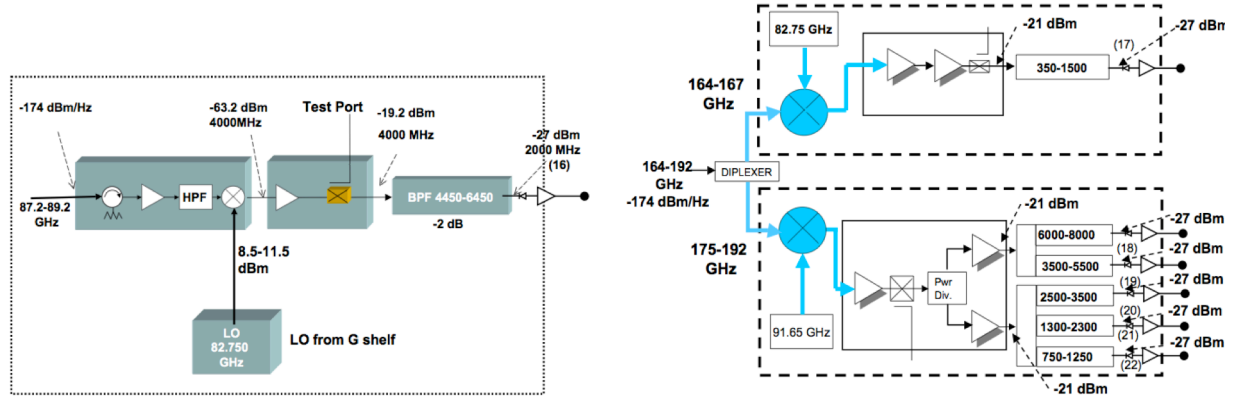 -174 dBm/Hz
-63.2 dBm
4000MHz
Test Port
-19.2 dBm
4000 MHz
-27 dBm
2000 MHz
(16)
HPF
BPF 4450-6450
-2 dB
87.2-89.2
GHz
8.5-11.5
dBm
LO
82.750
GHz
LO from G shelf
82.75 GHz
-21 dBm
-27 dBm
(17)
350-1500
164-167
GHz
164-192
GHz
-174 dBm/Hz
DIPLEXER
175-192
GHz
91.65 GHz
Pwr
Div.
-21 dBm
-27 dBm
6000-8000
(18)
-27 dBm
3500-5500
(19)
-27 dBm
2500-3500
(20)
-27 dBm
1300-2300
(21)
-27 dBm
750-1250
(22)
-21 dBm